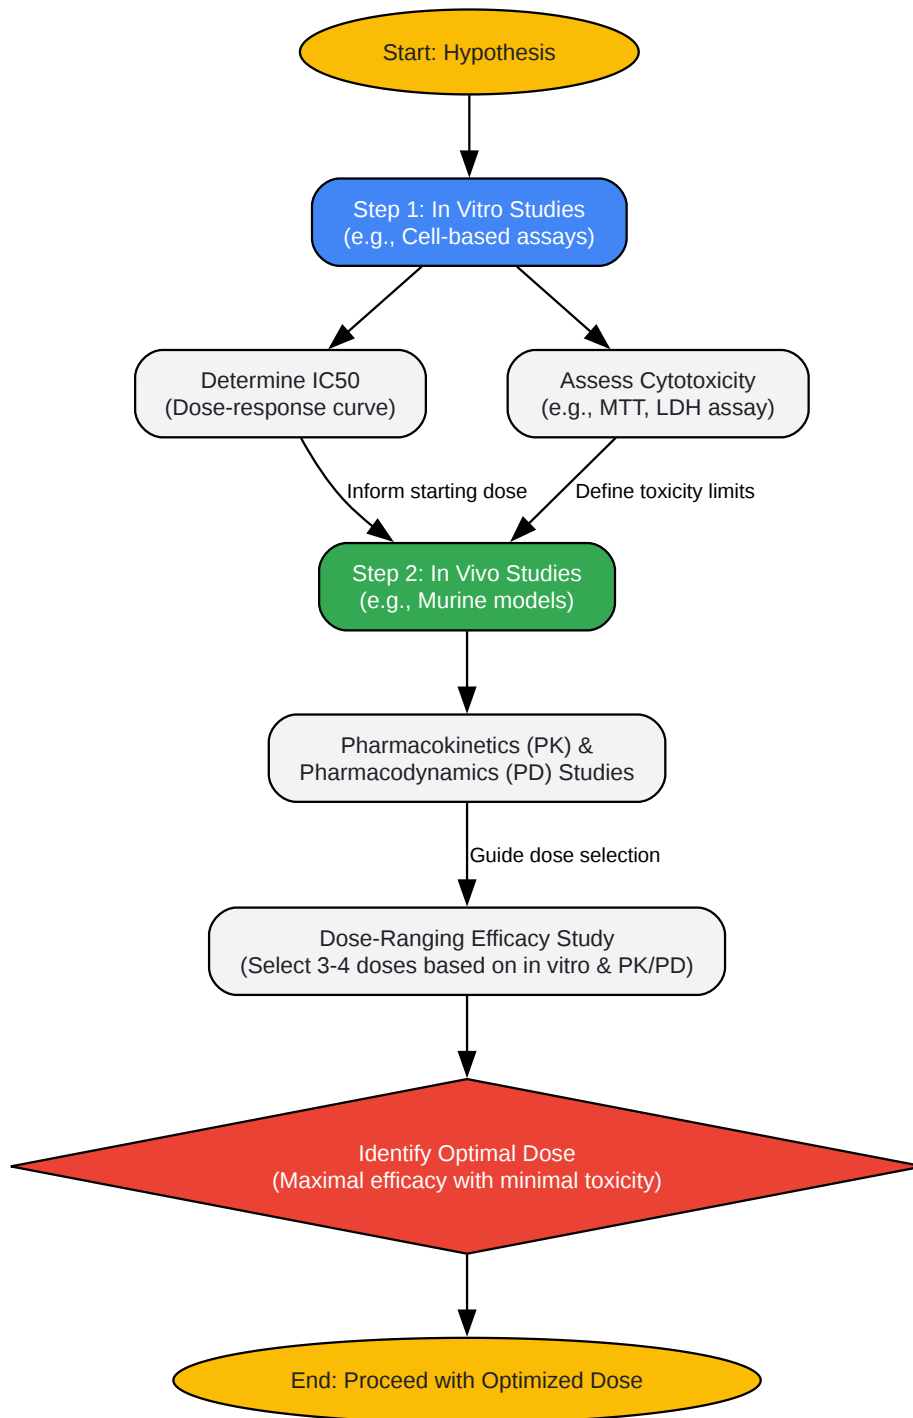 Start: Hypothesis
Step 1: In Vitro Studies
(e.g., Cell-based assays)
Determine IC50
(Dose-response curve)
Assess Cytotoxicity
(e.g., MTT, LDH assay)
Inform starting dose
Define toxicity limits
Step 2: In Vivo Studies
(e.g., Murine models)
Pharmacokinetics (PK) &
Pharmacodynamics (PD) Studies
Guide dose selection
Dose-Ranging Efficacy Study
(Select 3-4 doses based on in vitro & PK/PD)
Identify Optimal Dose
(Maximal efficacy with minimal toxicity)
End: Proceed with Optimized Dose